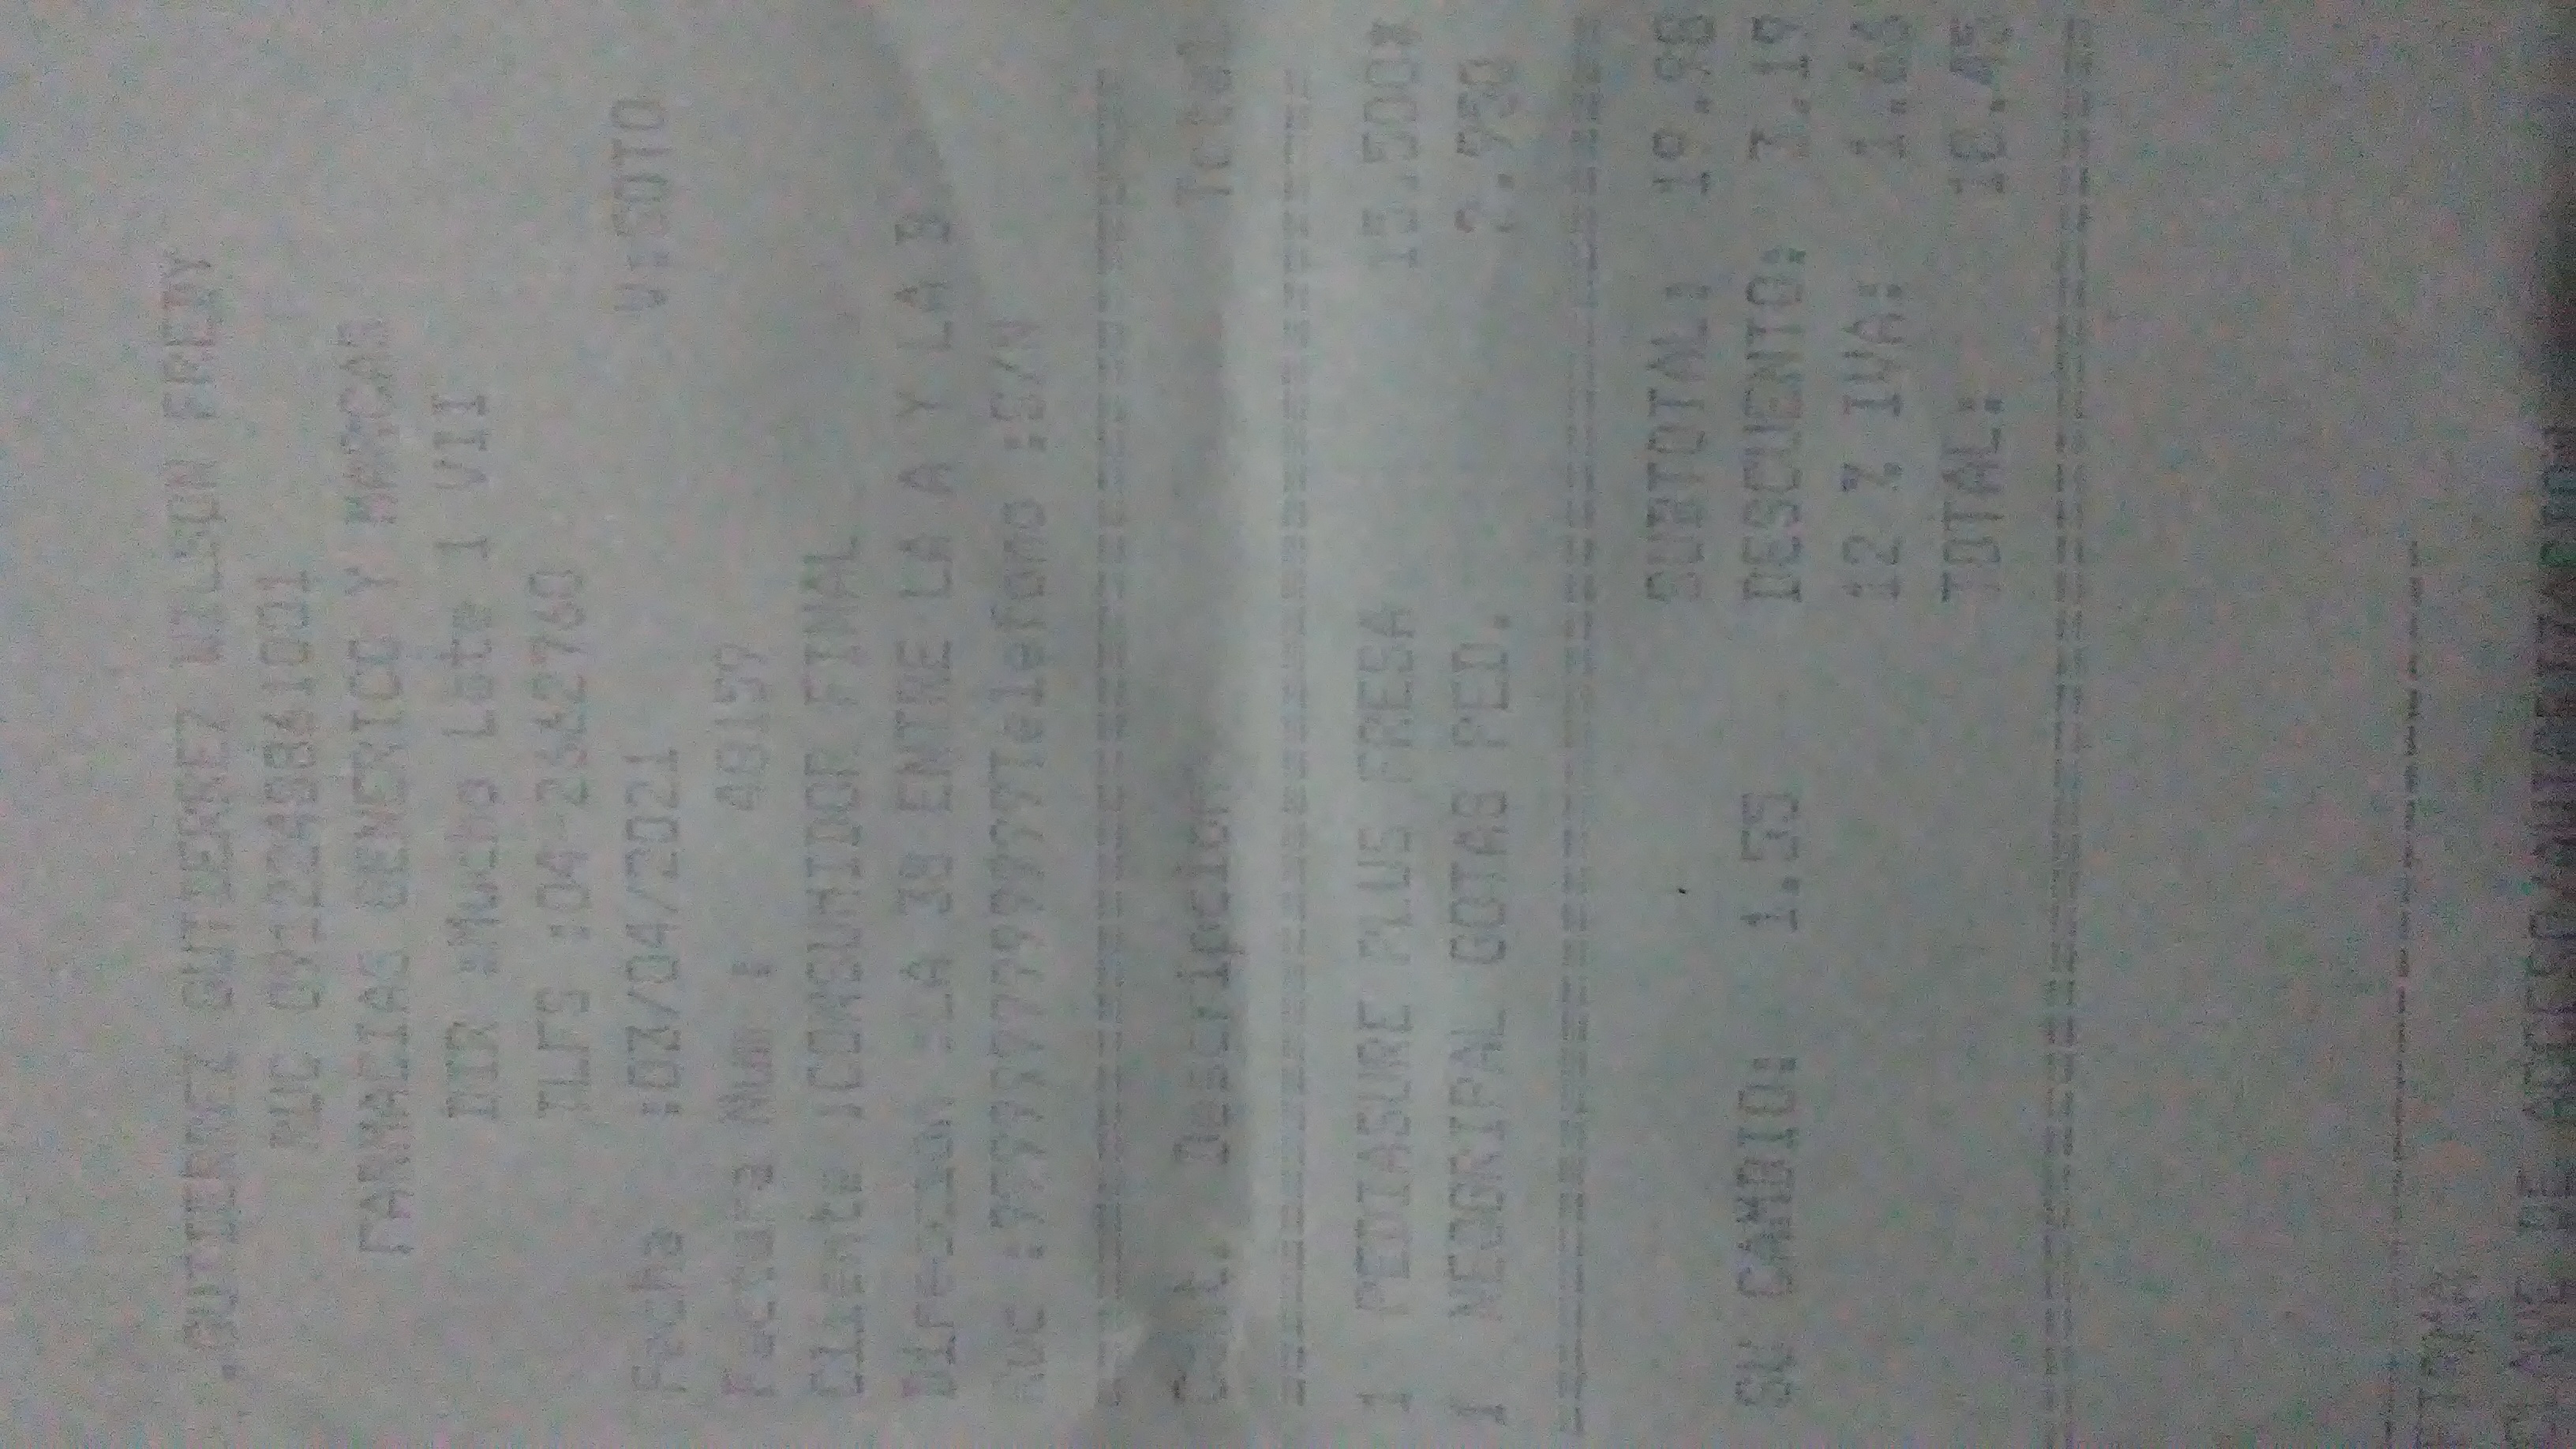 .GUTIERREZ GUTIERREZ WILSON FREDY
RUC 0912248861001
FARMACIAS GENERICO Y MARCAS
DIR :Mucho Lote 1 VII
TLFS :04-2662760
Fecha :03/04/2021 V:SOTO
Factura Num : 48159
Cliente :CONSUMIDOR FINAL
Direccion :LA 38 ENTRE LA A Y LA B
Ruc :9999999999999Telefono :S/N
Cant. Descripcion Total
1 PEDIASURE PLUS FRESA 15.500*
1 NEOGRIPAL GOTAS PED. 2.950
SUBTOTAL: 19.98
SU CAMBIO: 1.55 DESCUENTO: 3.19
12 % IVA: 1.66
TOTAL: 18.45
FIRMA
CLAVE DE ACCESO/AUTORIZACION